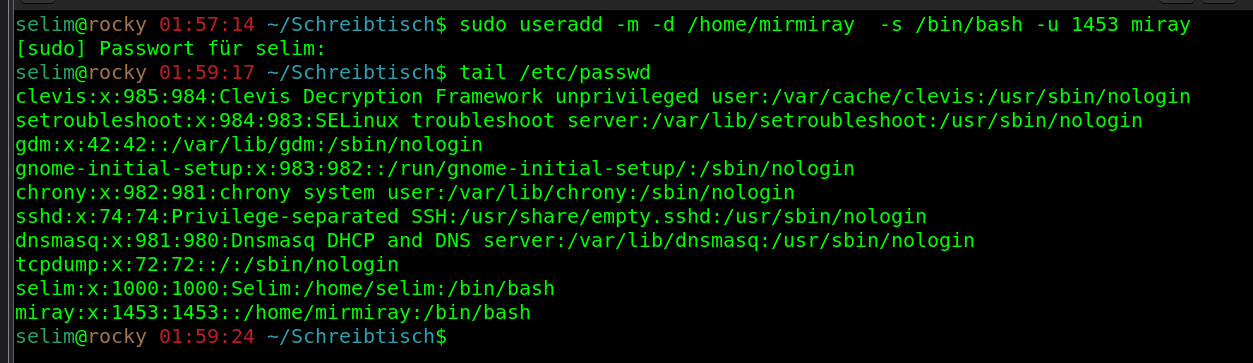 selim@rocky 01:57:14 ~/Schreibtisch$ sudo useradd -m -d /home/mirmiray  -s /bin/bash -u 1453 miray
[sudo] Passwort für selim:
selim@rocky 01:59:17 ~/Schreibtisch$ tail /etc/passwd
clevis:x:985:984:Clevis Decryption Framework unprivileged user:/var/cache/clevis:/usr/sbin/nologin
setroubleshoot:x:984:983:SELinux troubleshoot server:/var/lib/setroubleshoot:/usr/sbin/nologin
gdm:x:42:42::/var/lib/gdm:/sbin/nologin
gnome-initial-setup:x:983:982::/run/gnome-initial-setup/:/sbin/nologin
chrony:x:982:981:chrony system user:/var/lib/chrony:/sbin/nologin
sshd:x:74:74:Privilege-separated SSH:/usr/share/empty.sshd:/usr/sbin/nologin
dnsmasq:x:981:980:Dnsmasq DHCP and DNS server:/var/lib/dnsmasq:/usr/sbin/nologin
tcpdump:x:72:72::/:/sbin/nologin
selim:x:1000:1000:Selim:/home/selim:/bin/bash
miray:x:1453:1453::/home/mirmiray:/bin/bash
selim@rocky 01:59:24 ~/Schreibtisch$